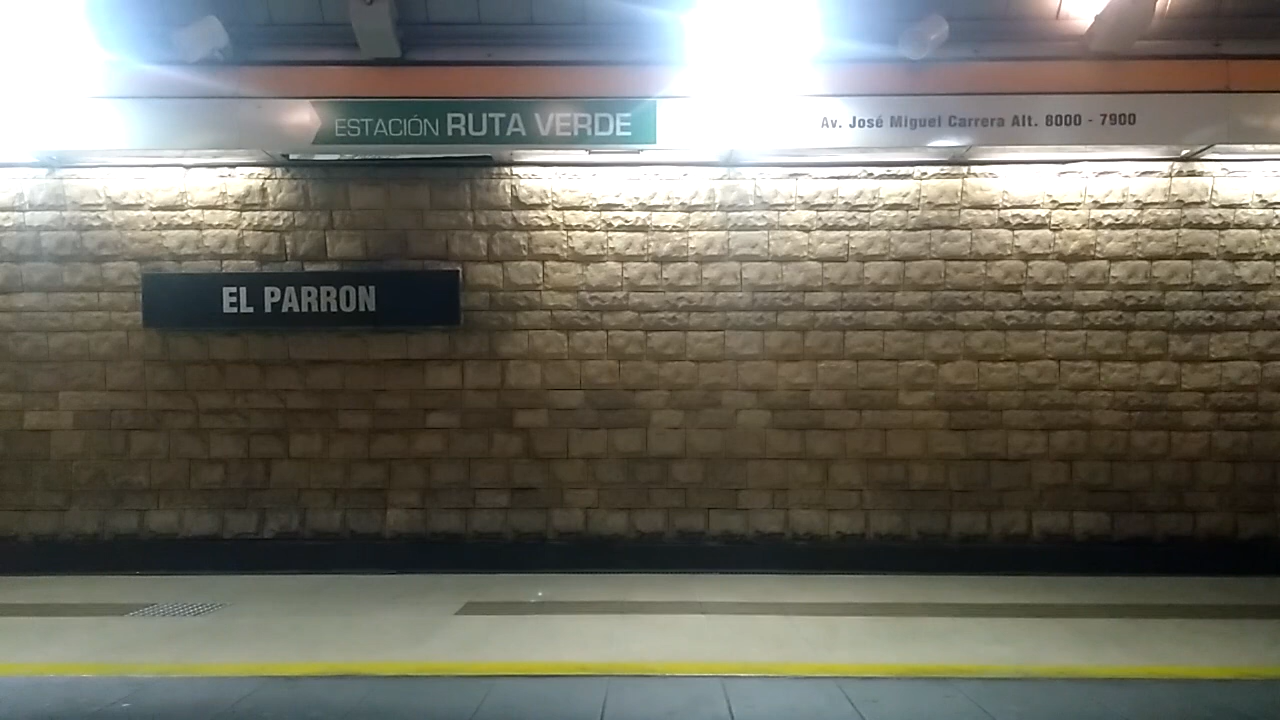 ESTACIÓN RUTA VERDE
Av. José Miguel Carrera Alt. 8000 - 7900
EL PARRON